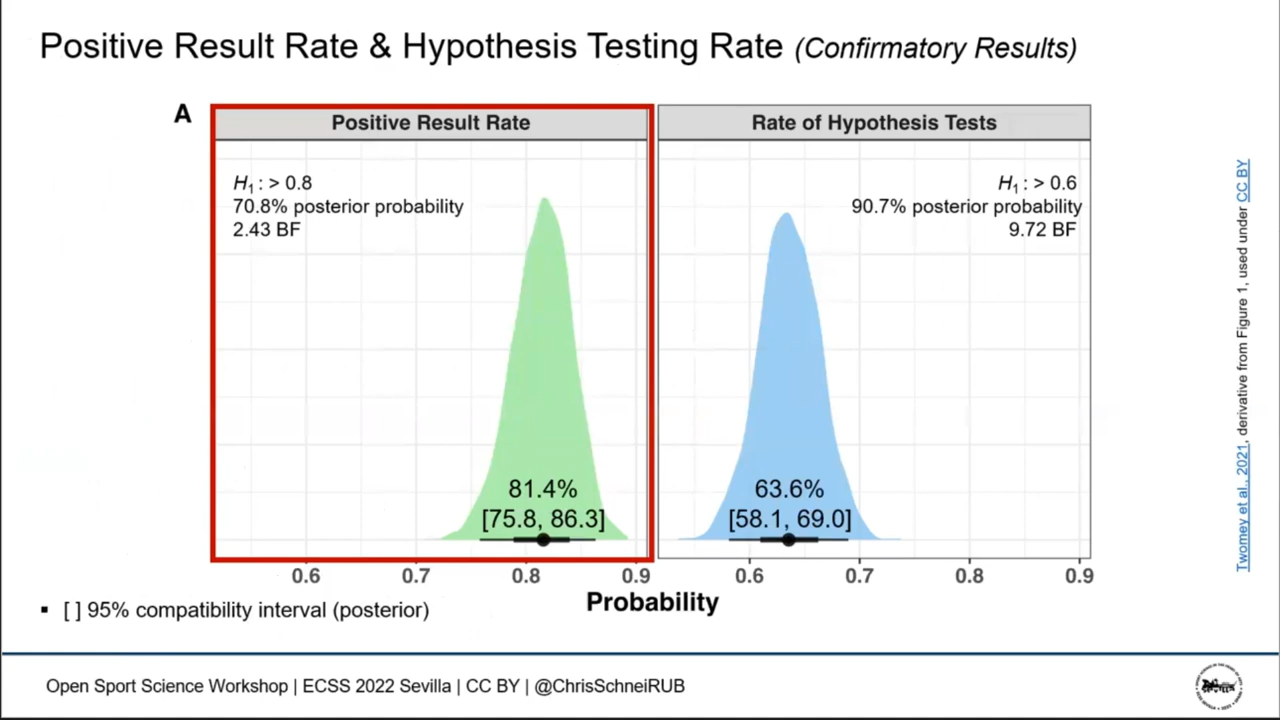 Positive Result Rate & Hypothesis Testing Rate (Confirmatory Results)
A
Positive Result Rate
H1 : > 0.8
70.8% posterior probability
2.43 BF
81.4%
[75.8, 86.3]
0.6 0.7 0.8 0.9
Rate of Hypothesis Tests
H1 : > 0.6
90.7% posterior probability
9.72 BF
63.6%
[58.1, 69.0]
0.6 0.7 0.8 0.9
Probability
Twomey et al., 2021, derivative from Figure 1, used under CC BY
▪ [ ] 95% compatibility interval (posterior)
Open Sport Science Workshop | ECSS 2022 Sevilla | CC BY | @ChrisSchneiRUB